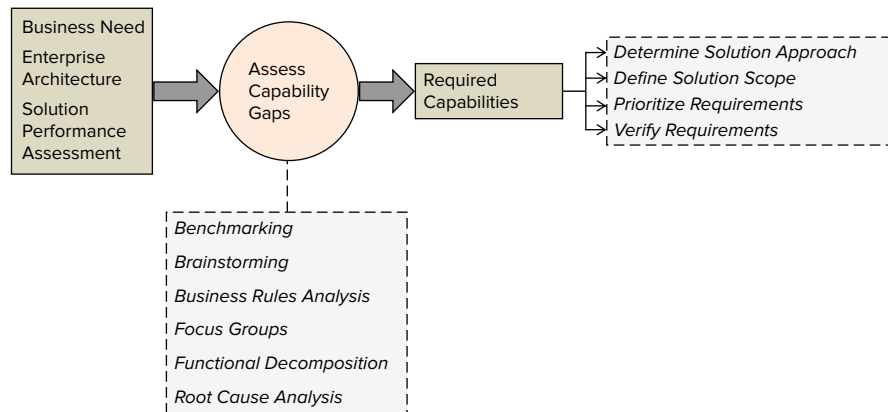 Business Need
Enterprise
Architecture
Solution
Performance
Assessment
Assess
Capability
Gaps
Required
Capabilities
Determine Solution Approach
Define Solution Scope
Prioritize Requirements
Verify Requirements
Benchmarking
Brainstorming
Business Rules Analysis
Focus Groups
Functional Decomposition
Root Cause Analysis